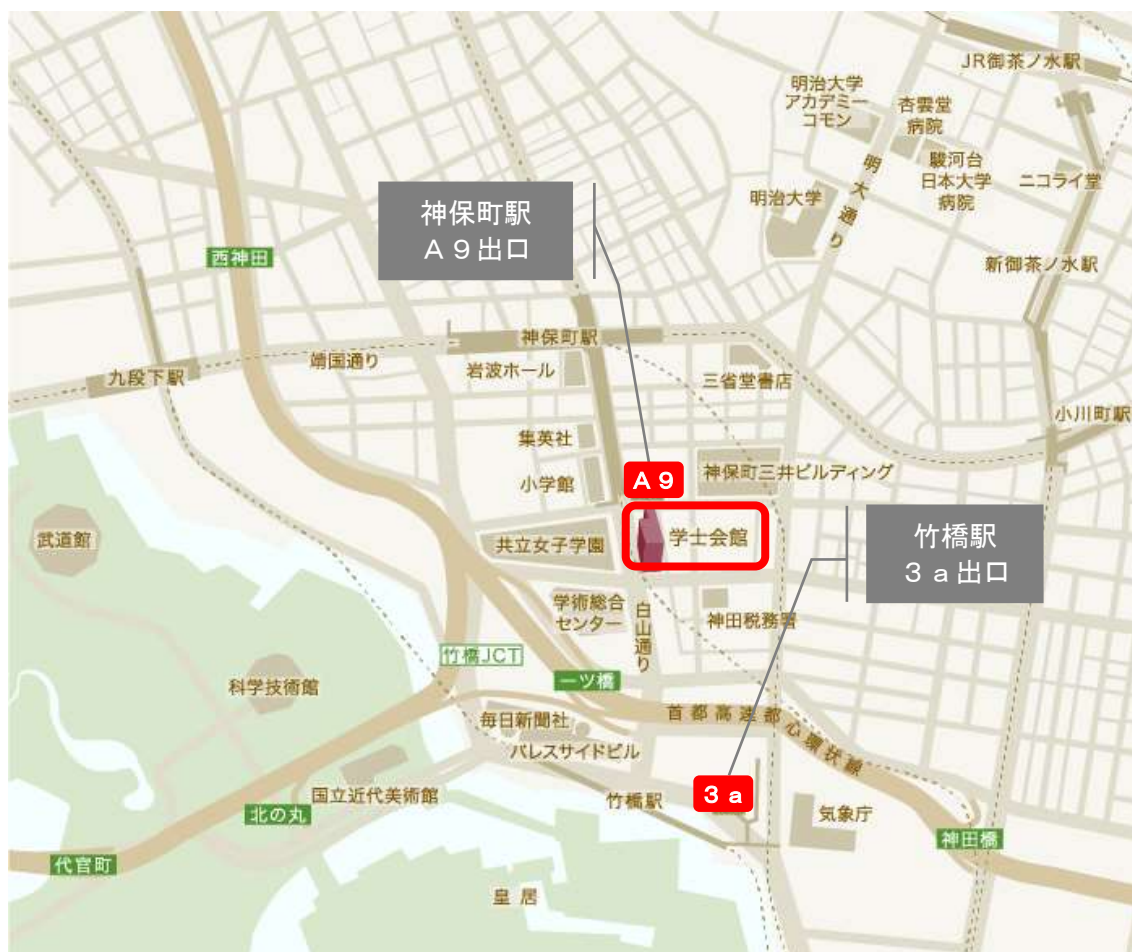 JR御茶ノ水駅
明治大学
アカデミー
コモン
杏雲堂
病院
駿河台
日本大学
病院
ニコライ堂
明大通り
明治大学
神保町駅
A9出口
西神田
新御茶ノ水駅
神保町駅
靖国通り
岩波ホール
九段下駅
三省堂書店
小川町駅
集英社
小学館
A9
神保町三井ビルディング
武道館
共立女子学園
学士会館
竹橋駅
3a出口
学術総合
センター
白山通り
神田税務署
竹橋JCT
一ツ橋
科学技術館
首都高速都心環状線
毎日新聞社
パレスサイドビル
国立近代美術館
竹橋駅
3a
気象庁
北の丸
神田橋
代官町
皇居